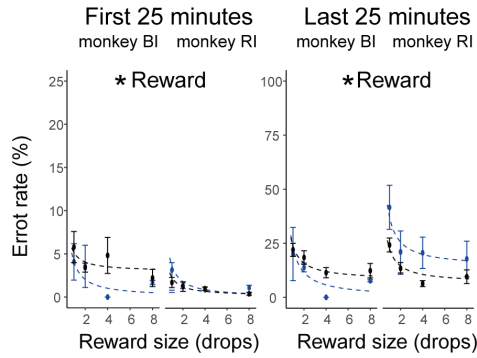 First 25 minutes
monkey BI monkey RI
Last 25 minutes
monkey BI monkey RI
* Reward
* Reward
Errot rate (%)
25
20
15
10
5
0
100
75
50
25
0
2 4 6 8 2 4 6 8
2 4 6 8 2 4 6 8
Reward size (drops)
Reward size (drops)